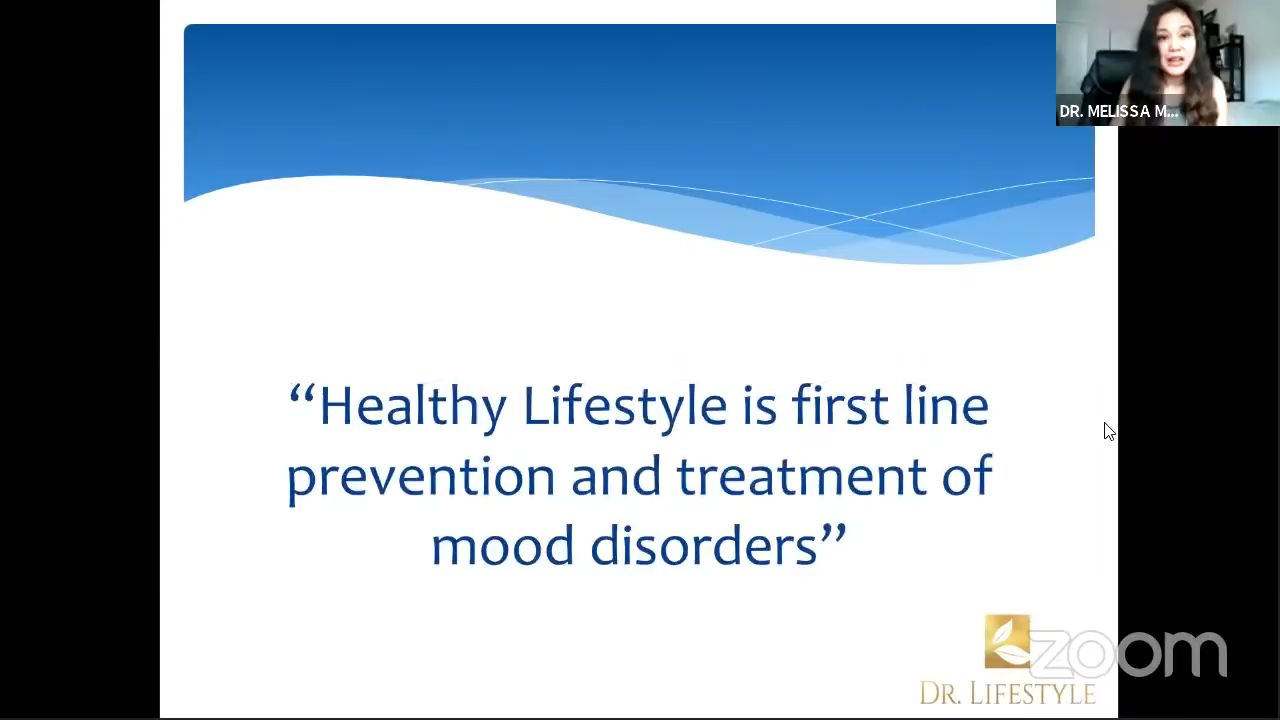 DR. MELISSA M...
“Healthy Lifestyle is first line
prevention and treatment of
mood disorders”
zoom
DR. LIFESTYLE